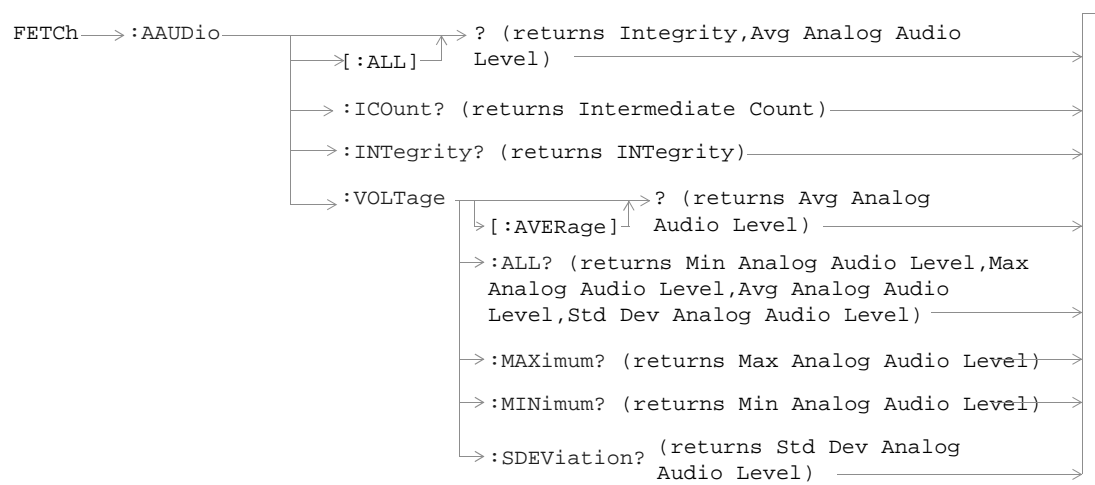 FETCh :AAUDio ? (returns Integrity,Avg Analog Audio
[:ALL] Level)
:ICOunt? (returns Intermediate Count)
:INTegrity? (returns INTegrity)
:VOLTage ? (returns Avg Analog
[:AVERage] Audio Level)
:ALL? (returns Min Analog Audio Level,Max
Analog Audio Level,Avg Analog Audio
Level,Std Dev Analog Audio Level)
:MAXimum? (returns Max Analog Audio Level)
:MINimum? (returns Min Analog Audio Level)
:SDEViation? (returns Std Dev Analog
Audio Level)